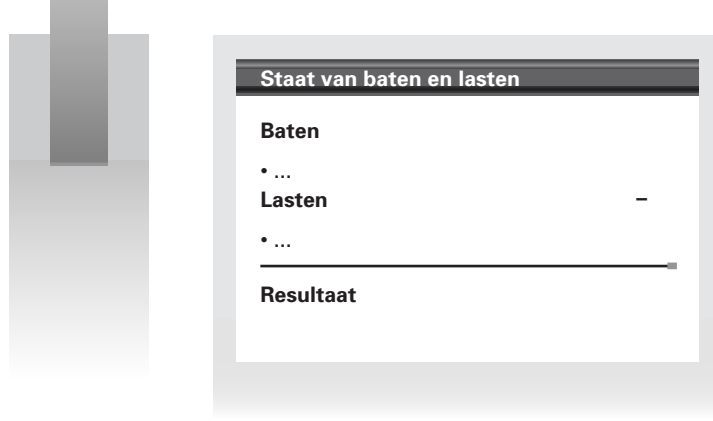 Staat van baten en lasten
Baten
• ...
Lasten –
• ...
Resultaat